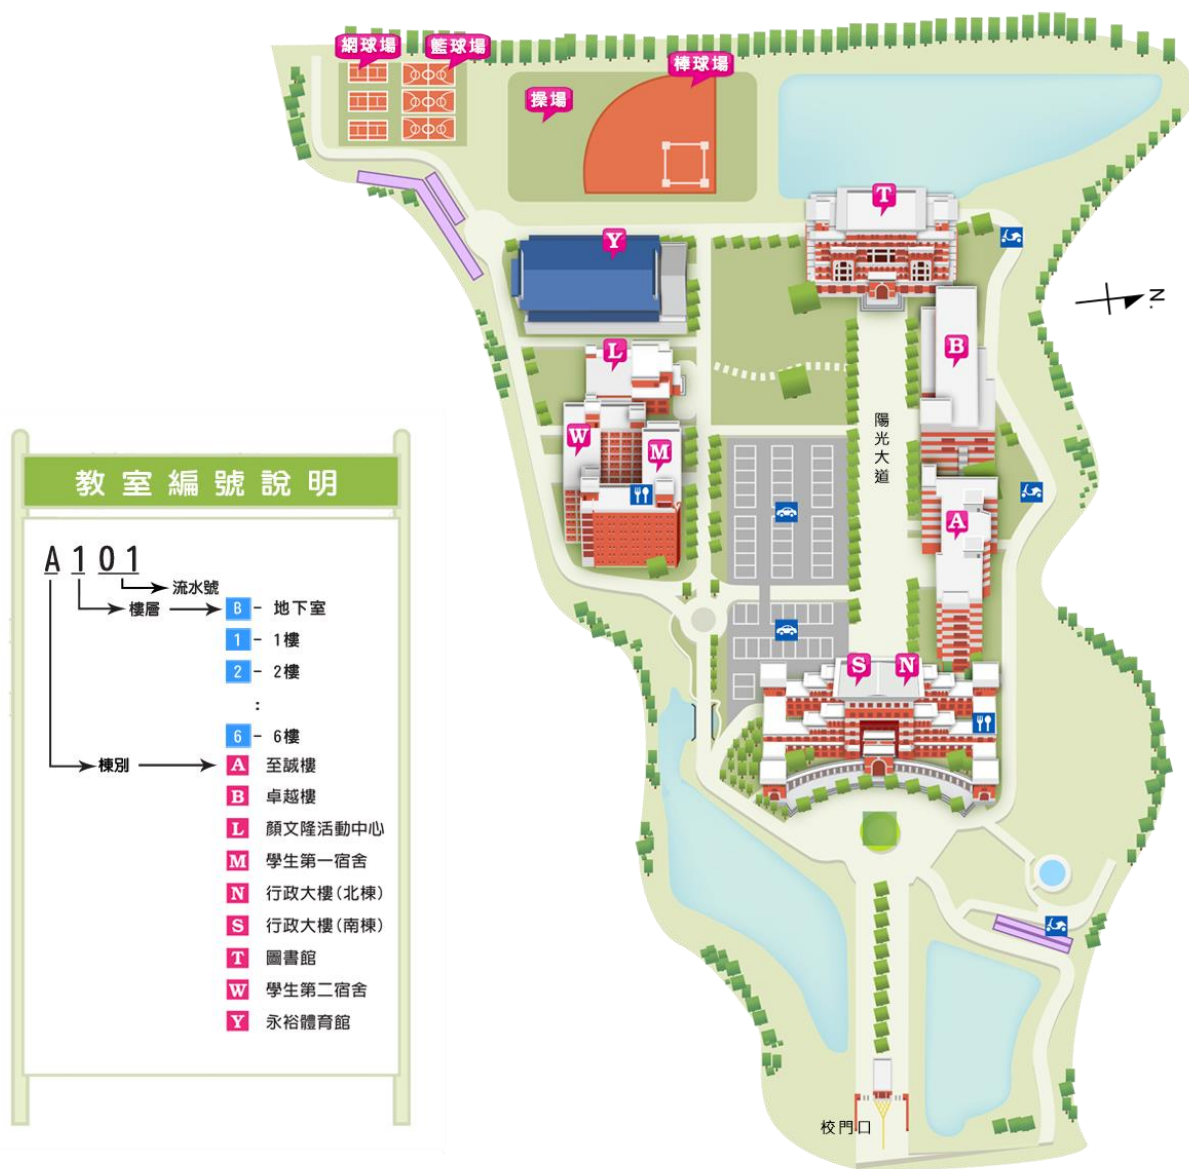 網球場
籃球場
棒球場
操場
T
Y
N.
L
B
陽光大道
W
M
A
S
N
校門口
教室編號說明
A 1 0 1
流水號
樓層
B - 地下室
1 - 1樓
2 - 2樓
:
6 - 6樓
棟別
A 至誠樓
B 卓越樓
L 顏文隆活動中心
M 學生第一宿舍
N 行政大樓(北棟)
S 行政大樓(南棟)
T 圖書館
W 學生第二宿舍
Y 永裕體育館